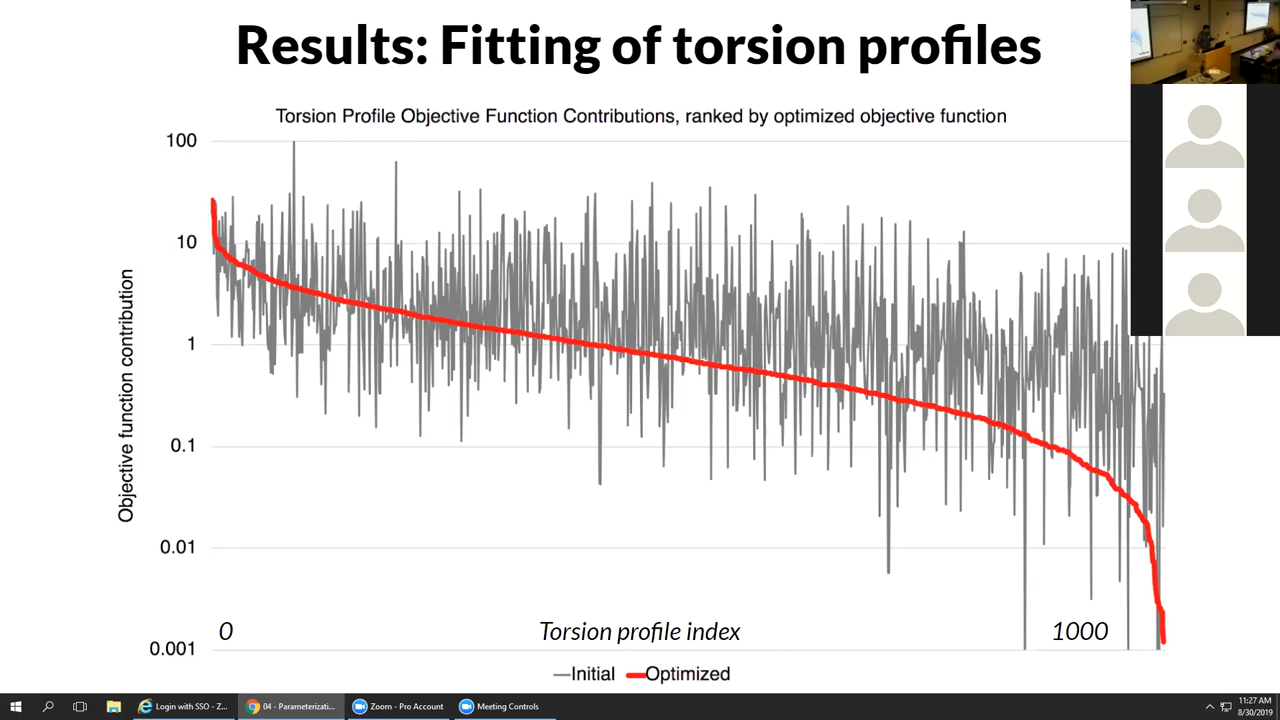 Results: Fitting of torsion profiles
Torsion Profile Objective Function Contributions, ranked by optimized objective function
Objective function contribution
100
10
1
0.1
0.01
0.001
0
Torsion profile index
1000
Initial
Optimized
Login with SSO - Z...
04 - Parameterizati...
Zoom - Pro Account
Meeting Controls
11:27 AM
8/30/2019